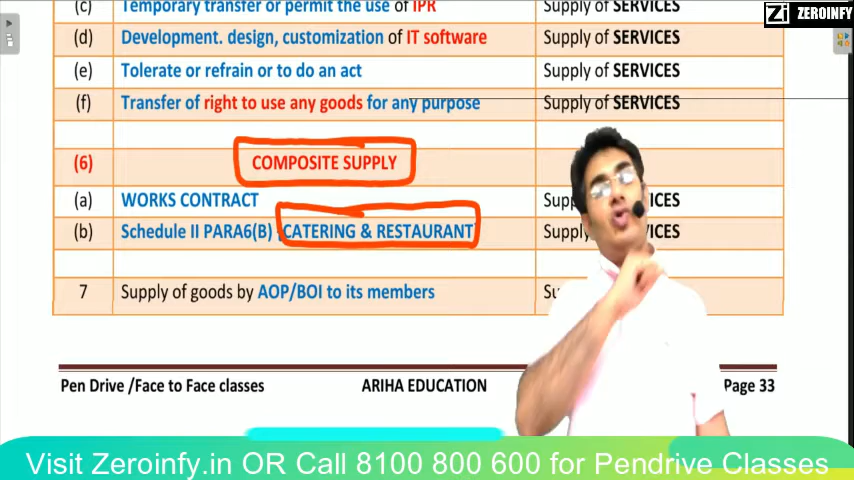 ZEROINFY
(c) Temporary transfer or permit the use of IPR Supply of SERVICES
(d) Development. design, customization of IT software Supply of SERVICES
(e) Tolerate or refrain or to do an act Supply of SERVICES
(f) Transfer of right to use any goods for any purpose Supply of SERVICES
(6) COMPOSITE SUPPLY
(a) WORKS CONTRACT
(b) Schedule II PARA6(B) CATERING & RESTAURANT
7 Supply of goods by AOP/BOI to its members
Pen Drive /Face to Face classes ARIHA EDUCATION Page 33
Visit Zeroinfy.in OR Call 8100 800 600 for Pendrive Classes